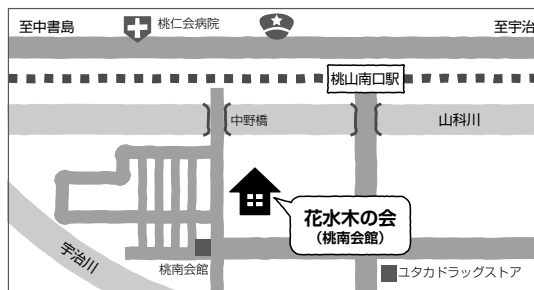 至中書島
桃仁会病院
至宇治
桃山南口駅
中野橋
山科川
花水木の会
（桃南会館）
宇治川
桃南会館
ユタカドラッグストア